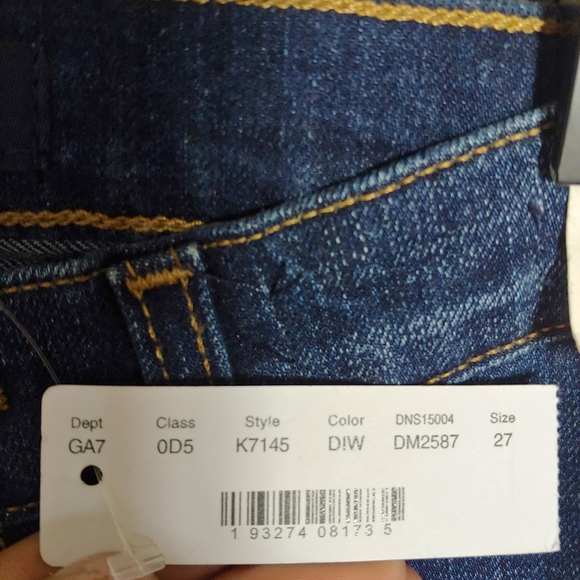 Dept Class Style Color DNS15004 Size
GA7 0D5 K7145 D!W DM2587 27
1 93274 08173 5